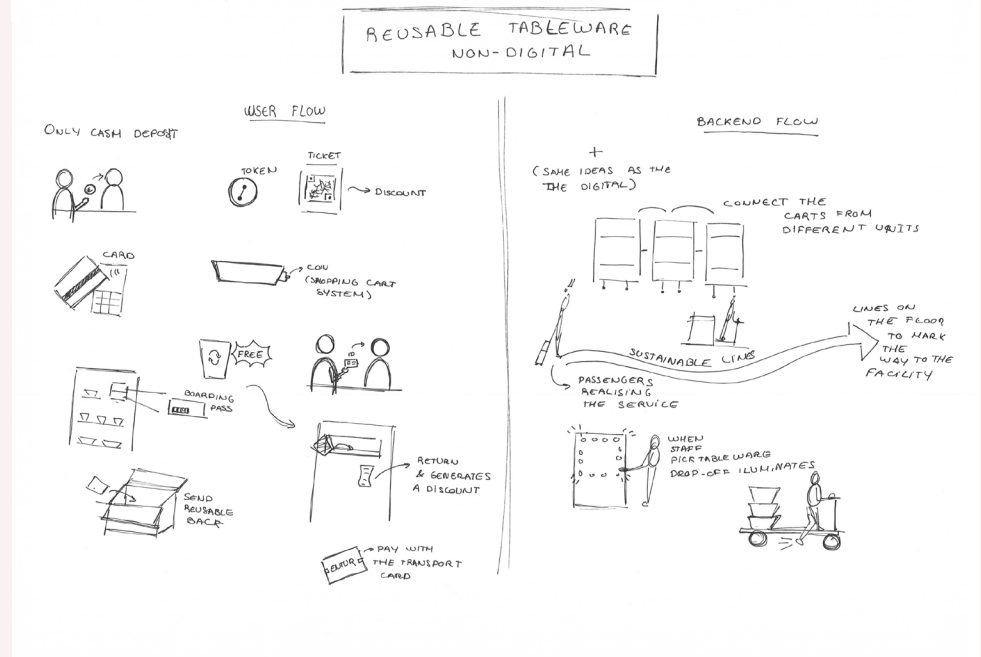 REUSABLE TABLEWARE
NON-DIGITAL
USER FLOW
ONLY CASH DEPOSIT
TOKEN
TICKET
DISCOUNT
CARD
COIN
(SHOPPING CART
SYSTEM)
FREE
ID
BOARDING
PASS
RETURN
& GENERATES
A DISCOUNT
SEND
REUSABLE
BACK
PAY WITH
THE TRANSPORT
CARD
BACKEND FLOW
+
(SAME IDEAS AS THE
THE DIGITAL)
CONNECT THE
CARTS FROM
DIFFERENT UNITS
!!
LINES ON
THE FLOOR
TO MARK
THE
WAY TO THE
FACILITY
SUSTAINABLE LINES
PASSENGERS
REALISING
THE SERVICE
WHEN
STAFF
PICK TABLEWARE
DROP-OFF ILUMINATES